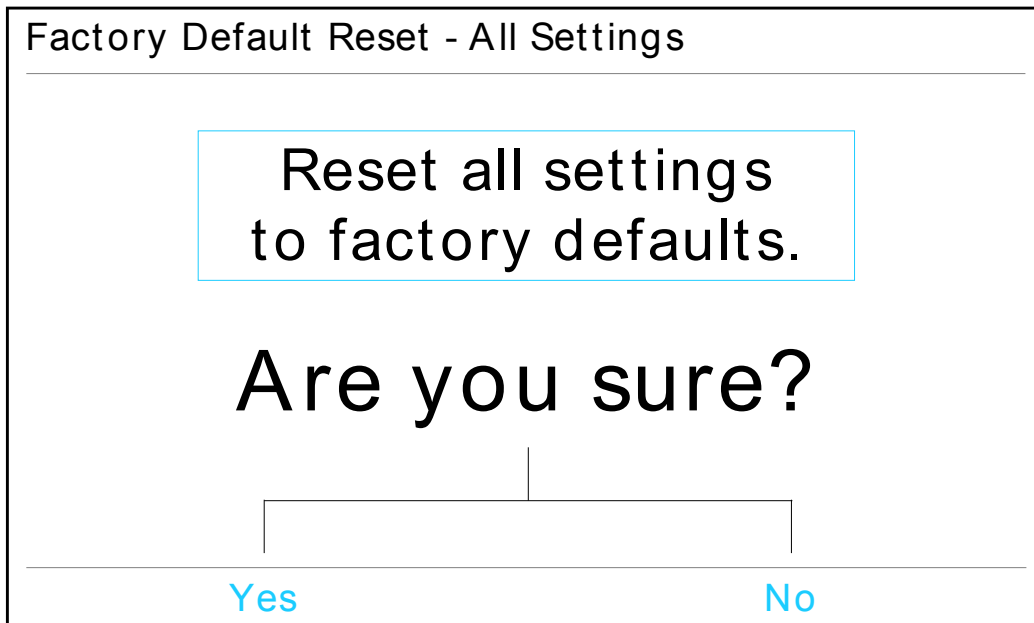 Factory Default Reset - All Settings
Reset all settings
to factory defaults.
Are you sure?
Yes No